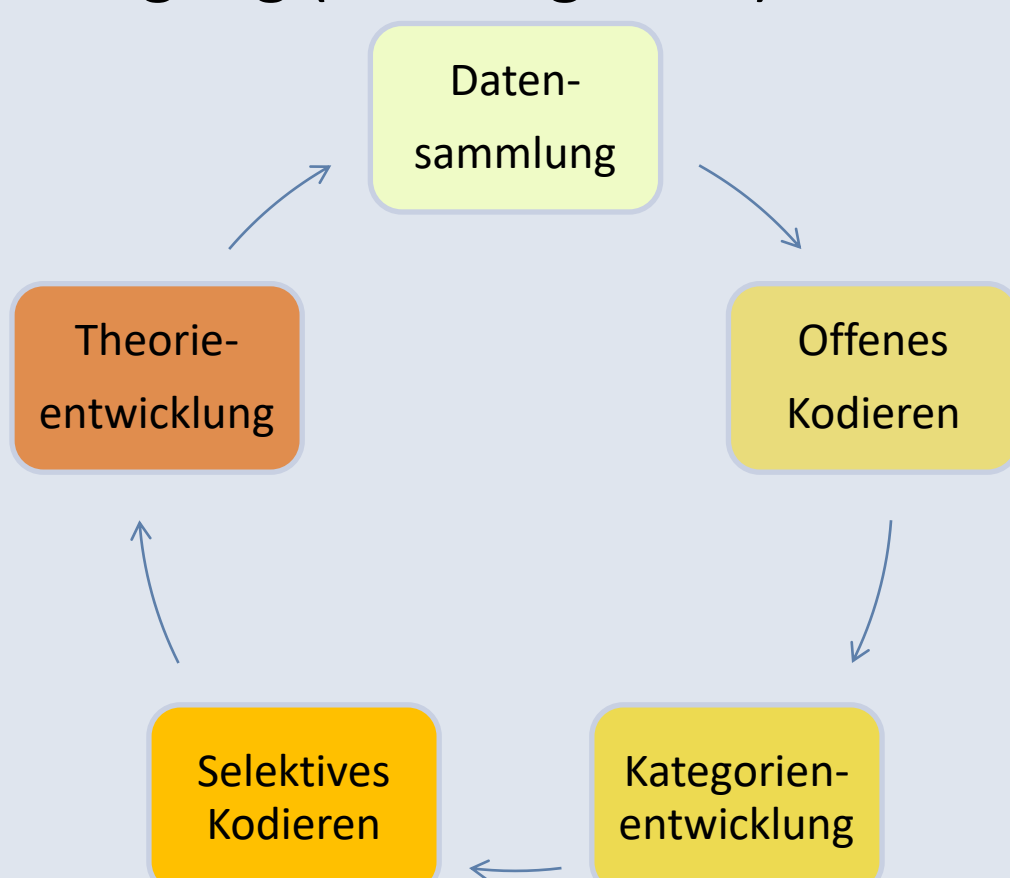 Daten-
sammlung
Offenes
Kodieren
Kategorien-
entwicklung
Selektives
Kodieren
Theorie-
entwicklung